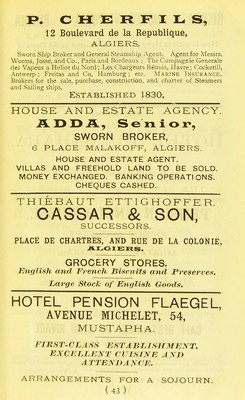 P. CHERFILS,
12 Boulevard de la Republique,
ALGIERS,
Sworn Ship Broker and General Steamship Agent. Agent for Messrs.
Worms, Josse, and Co., Paris and Bordeaux; The Compagnie Generale
des Vapeurs à Helice du Nord; Les Chargeurs Réunis, Havre; Cockerill,
Antwerp; Freitas and Co., Hamburg; etc. MARINE INSURANCE.
Brokers for the sale, purchase, construction, and charter of Steamers
and Sailing ships.
ESTABLISHED 1830.
HOUSE AND ESTATE AGENCY.
ADDA, Senior,
SWORN BROKER,
6 PLACE MALAKOFF, ALGIERS.
HOUSE AND ESTATE AGENT.
VILLAS AND FREEHOLD LAND TO BE SOLD.
MONEY EXCHANGED. BANKING OPERATIONS.
CHEQUES CASHED.
THIÉBAUT ETTIGHOFFER.
CASSAR & SON,
SUCCESSORS.
PLACE DE CHARTRES, AND RUE DE LA COLONIE,
ALGIERS.
GROCERY STORES.
English and French Biscuits and Preserves.
Large Stock of English Goods.
HOTEL PENSION FLAEGEL,
AVENUE MICHELET, 54,
MUSTAPHA.
FIRST-CLASS ESTABLISHMENT.
EXCELLENT CUISINE AND
ATTENDANCE.
ARRANGEMENTS FOR A SOJOURN.
(43)